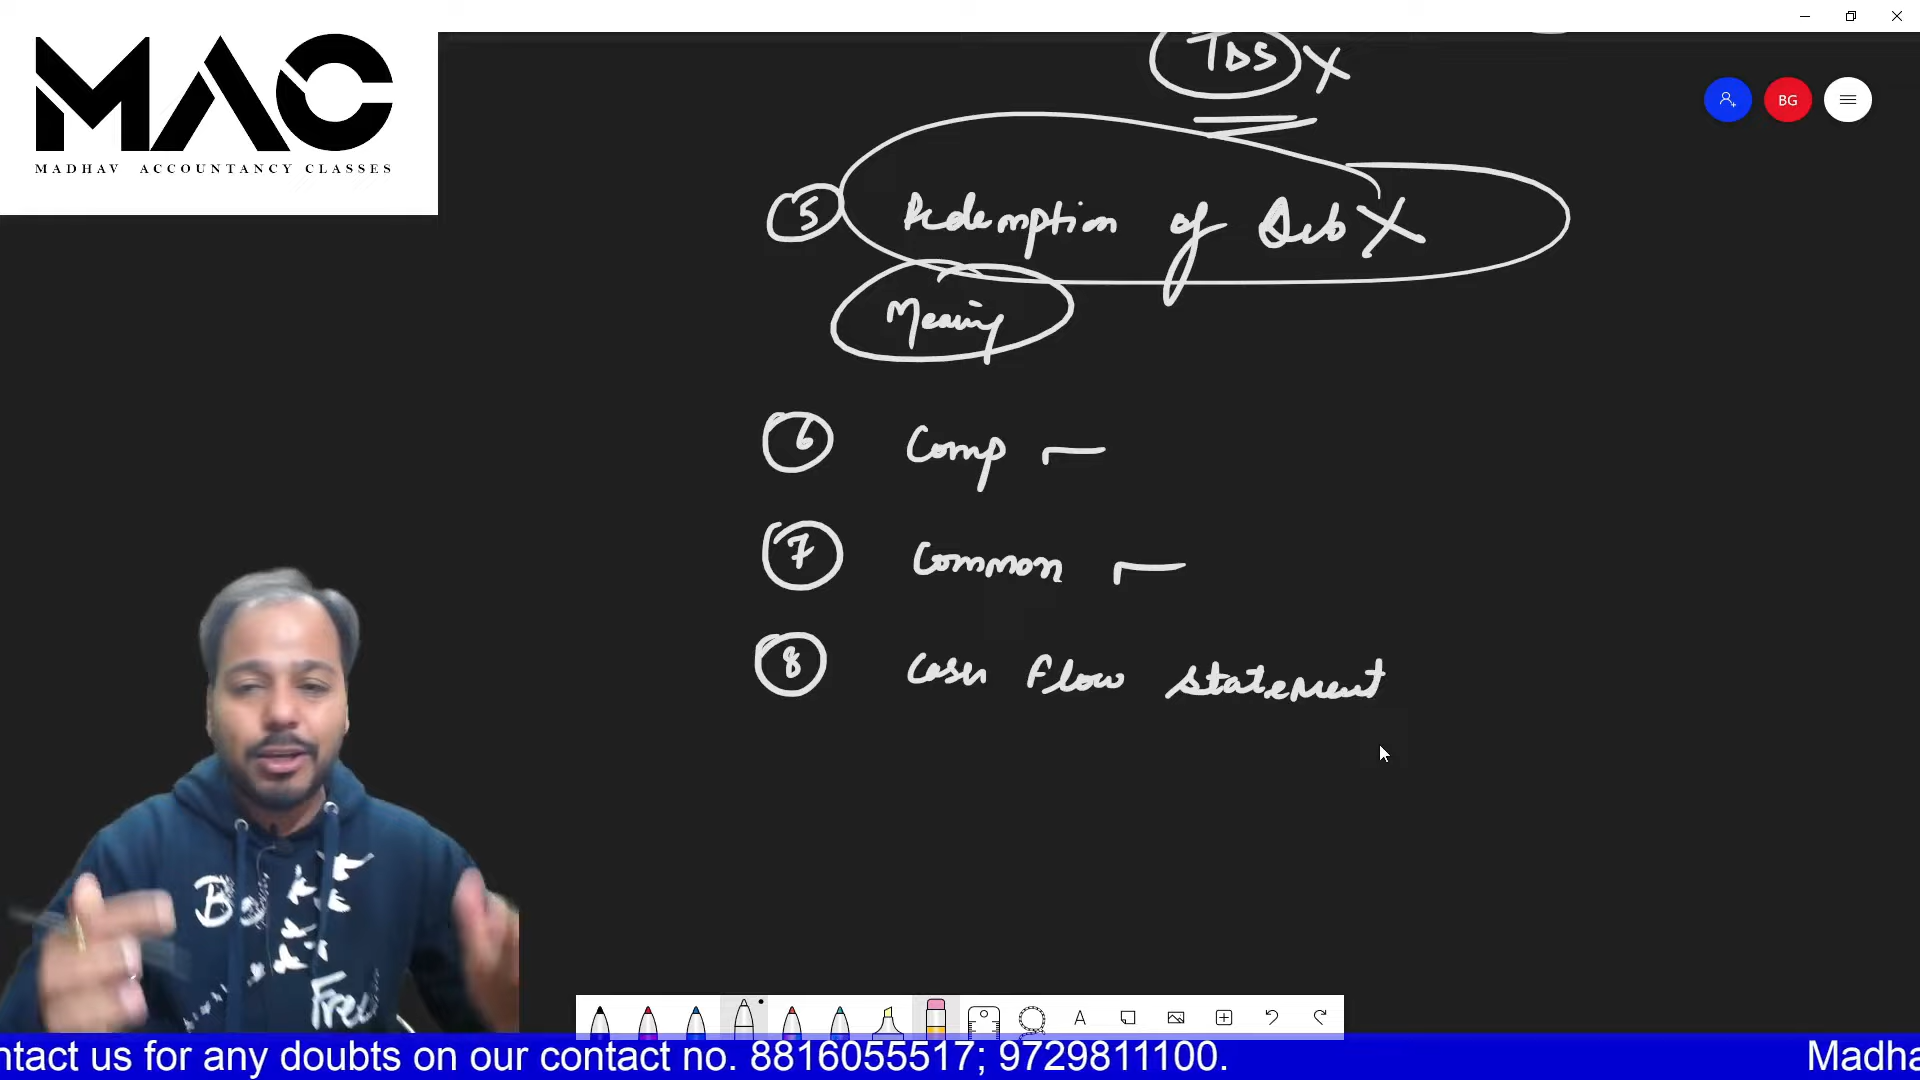 MAC
MADHAV ACCOUNTANCY CLASSES
TDS X
BG
5 Redemption of Deb X
Meaning
6 Comp
7 Common
8 Cash flow statement
Free
A
ntact us for any doubts on our contact no. 8816055517; 9729811100. Madha